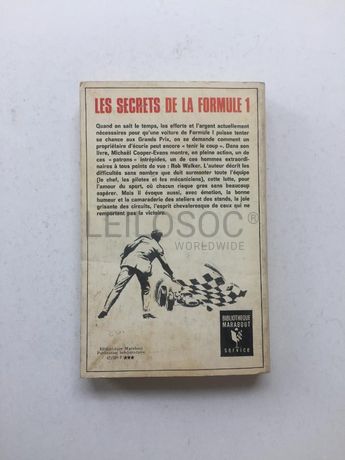 LES SECRETS DE LA FORMULE 1
Quand on sait le temps, les efforts et l'argent actuellement
nécessaires pour qu'une voiture de Formule I puisse tenter
sa chance aux Grands Prix, on se demande comment un
propriétaire d'écurie peut encore « tenir le coup ». Dans son
livre, Michaël Cooper-Evans montre, en pleine action, un de
ces « patrons » intrépides, un de ces hommes extraordi-
naires à tous points de vue : Rob Walker. L'auteur décrit les
difficultés sans nombre que doit surmonter toute l'équipe
(le chef, les pilotes et les mécaniciens), cette lutte, pour
l'amour du sport, où chacun risque gros sans beaucoup
espérer. Mais il évoque aussi, avec émotion, la bonne
humeur et la camaraderie des ateliers et des stands, la joie
grisante des circuits, l'esprit chevaleresque de ceux qui ne
remportent pas la victoire.
LEILOSOC®
WORLDWIDE
BIBLIOTHEQUE
MARABOUT
service
Bibliothèque Marabout